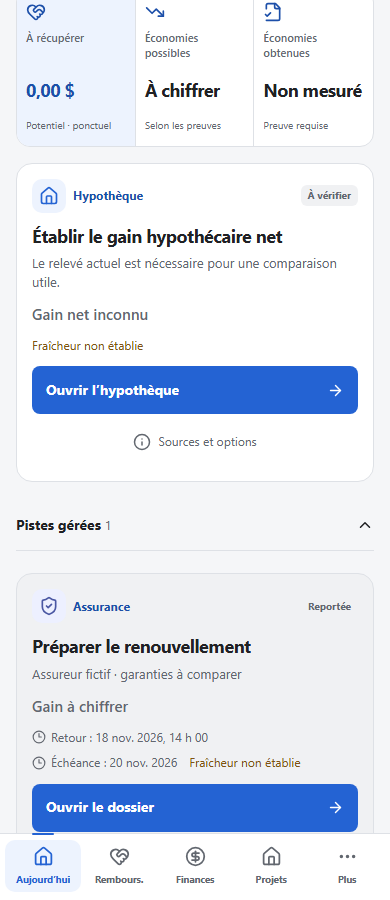 À récupérer
Économies
possibles
Économies
obtenues
0,00 $
À chiffrer
Non mesuré
Potentiel · ponctuel
Selon les preuves
Preuve requise
Hypothèque
À vérifier
Établir le gain hypothécaire net
Le relevé actuel est nécessaire pour une comparaison
utile.
Gain net inconnu
Fraîcheur non établie
Ouvrir l’hypothèque
Sources et options
Pistes gérées 1
Assurance
Reportée
Préparer le renouvellement
Assureur fictif · garanties à comparer
Gain à chiffrer
Retour : 18 nov. 2026, 14 h 00
Échéance : 20 nov. 2026 Fraîcheur non établie
Ouvrir le dossier
Aujourd’hui
Rembours.
Finances
Projets
Plus